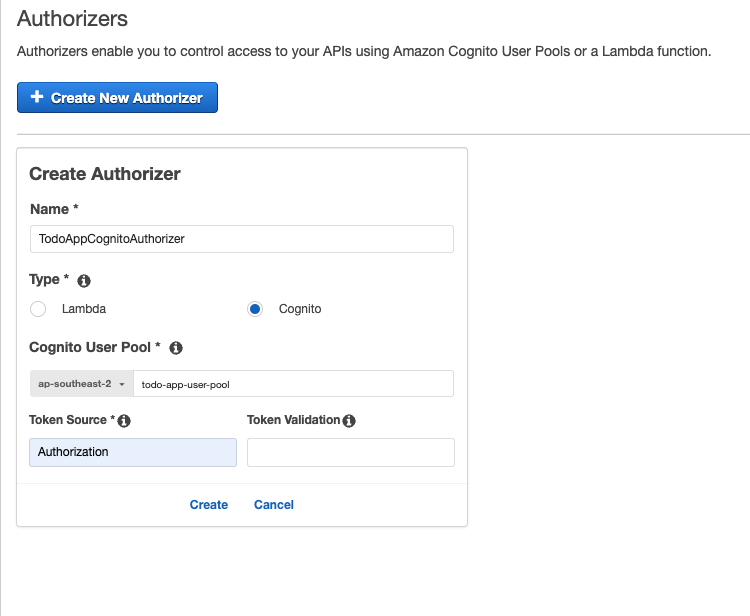 Authorizers
Authorizers enable you to control access to your APIs using Amazon Cognito User Pools or a Lambda function.
+ Create New Authorizer
Create Authorizer
Name *
TodoAppCognitoAuthorizer
Type *
Lambda Cognito
Cognito User Pool *
ap-southeast-2 todo-app-user-pool
Token Source * Token Validation
Authorization
Create Cancel